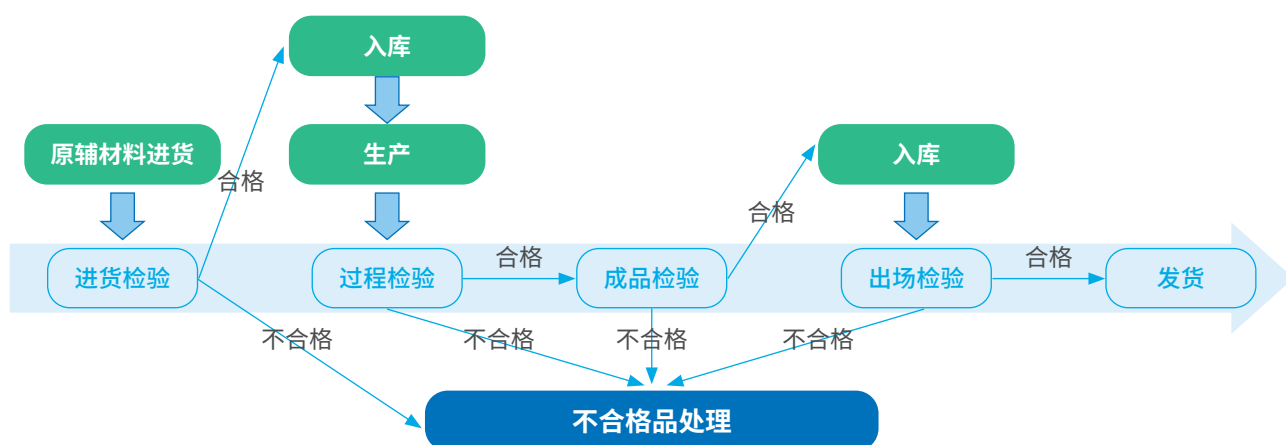 入库
原辅材料进货
生产
入库
合格
合格
进货检验
过程检验
合格
成品检验
出场检验
合格
发货
不合格
不合格
不合格
不合格
不合格品处理